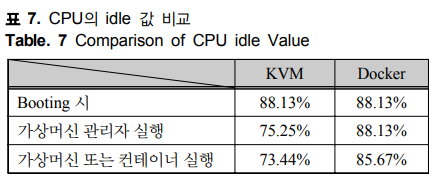 표 7. CPU의 idle 값 비교
Table. 7 Comparison of CPU idle Value
KVM Docker
Booting 시 88.13% 88.13%
가상머신 관리자 실행 75.25% 88.13%
가상머신 또는 컨테이너 실행 73.44% 85.67%